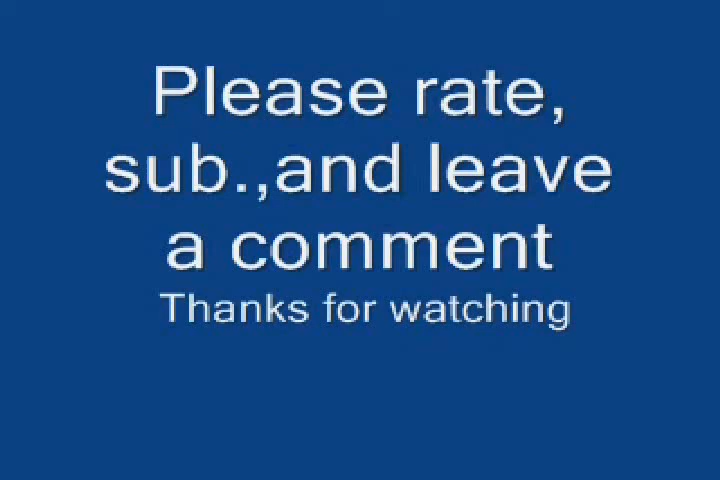 Please rate,
sub.,and leave
a comment
Thanks for watching